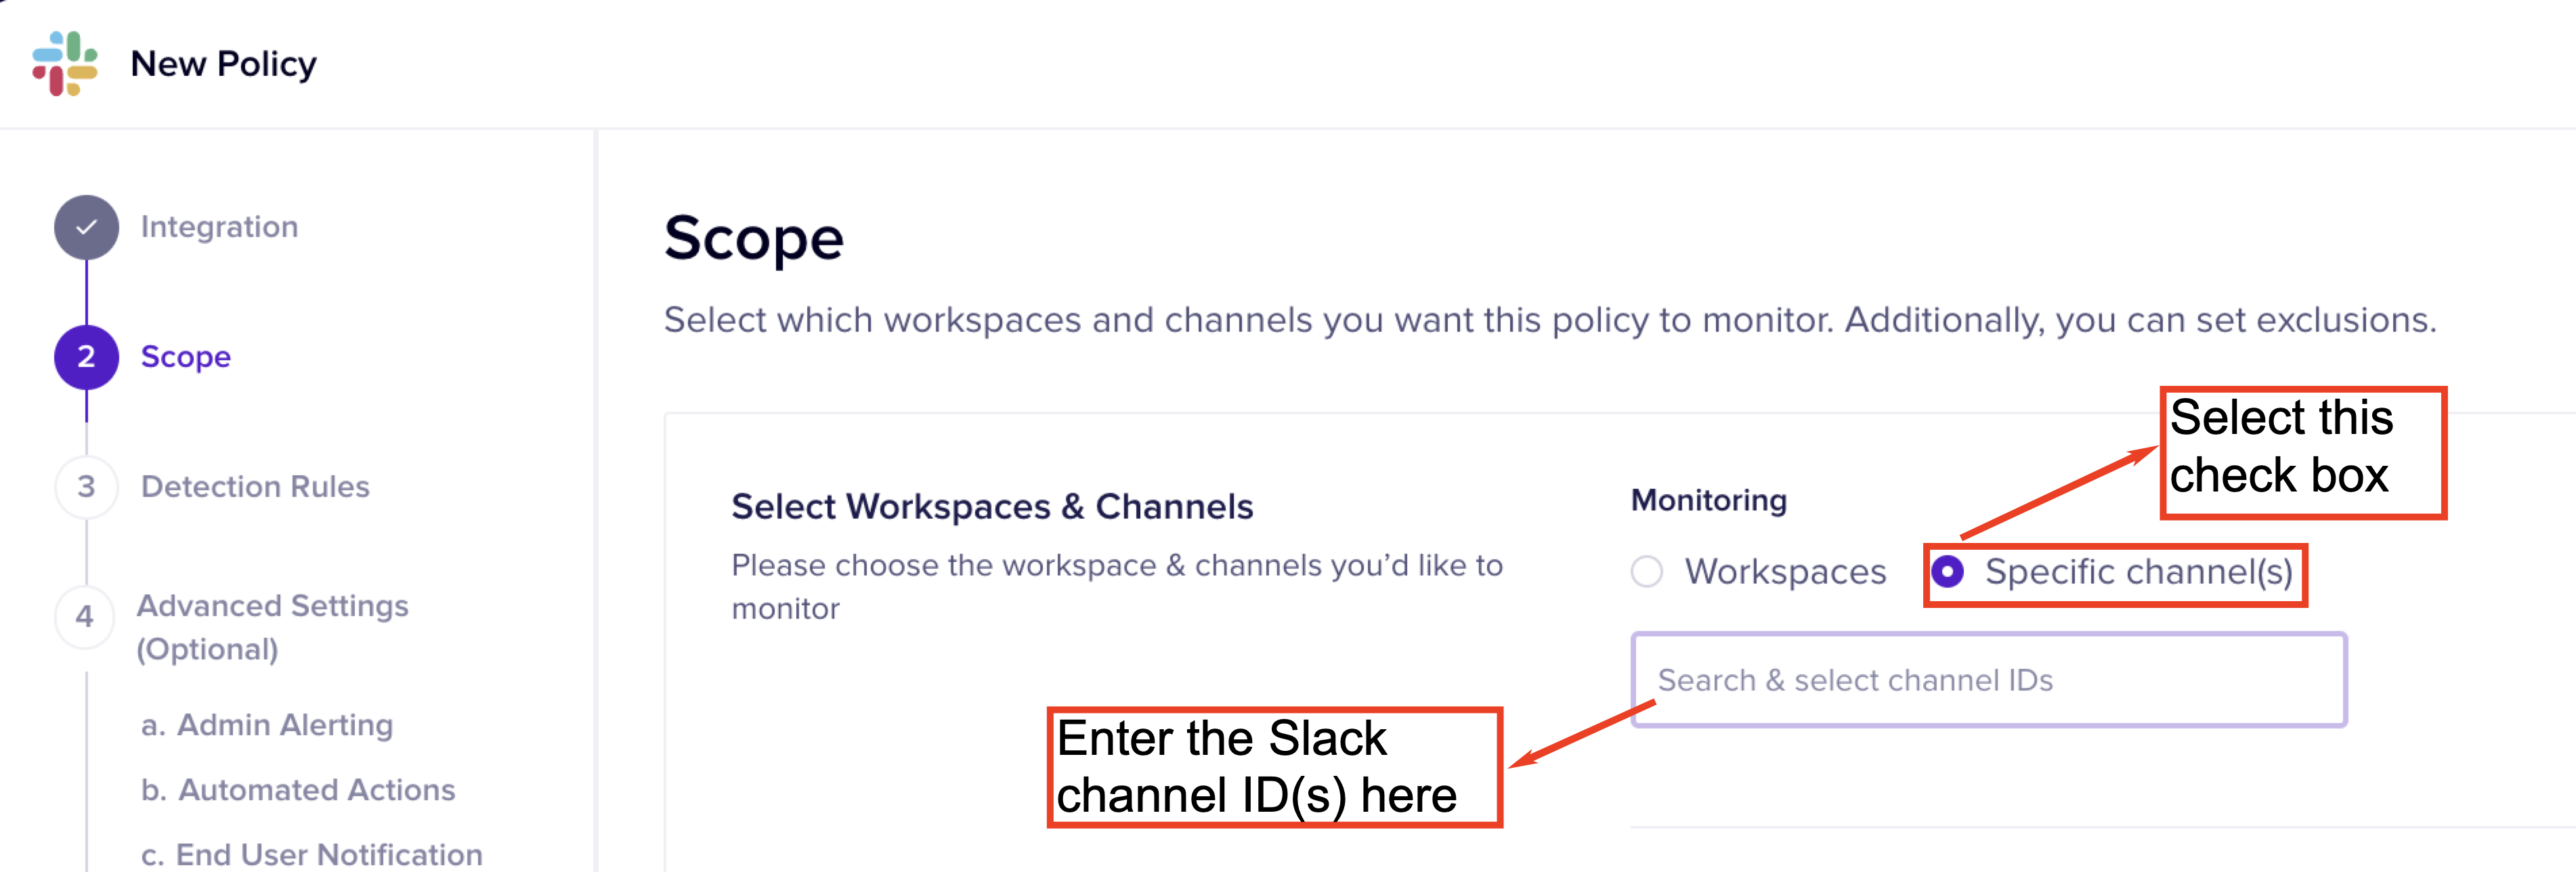 New Policy
Integration
2 Scope
3 Detection Rules
4 Advanced Settings
(Optional)
a. Admin Alerting
b. Automated Actions
c. End User Notification
Scope
Select which workspaces and channels you want this policy to monitor. Additionally, you can set exclusions.
Select Workspaces & Channels
Please choose the workspace & channels you’d like to
monitor
Monitoring
Workspaces
Specific channel(s)
Search & select channel IDs
Select this
check box
Enter the Slack
channel ID(s) here